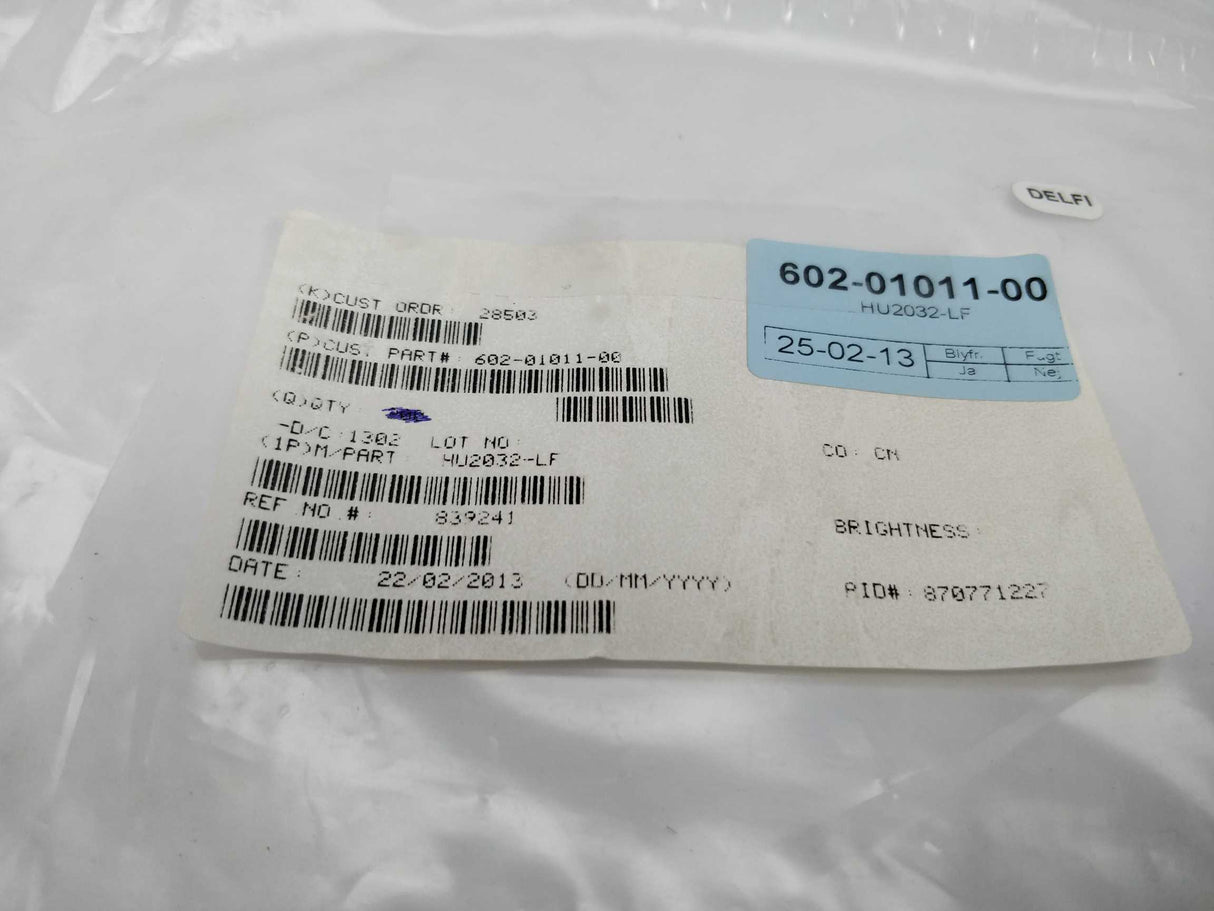 DELFI
602-01011-00
HU2032-LF
25-02-13 Blyfr. Fugt
Ja Nej
(K)CUST ORDR: 28503
(P)CUST PART#: 602-01011-00
(Q)QTY
-D/C:1302 LOT NO:
(1P)M/PART: HU2032-LF
REF NO.#: 839241
DATE: 22/02/2013 (DD/MM/YYYY)
CO: CN
BRIGHTNESS:
PID#: 870771227